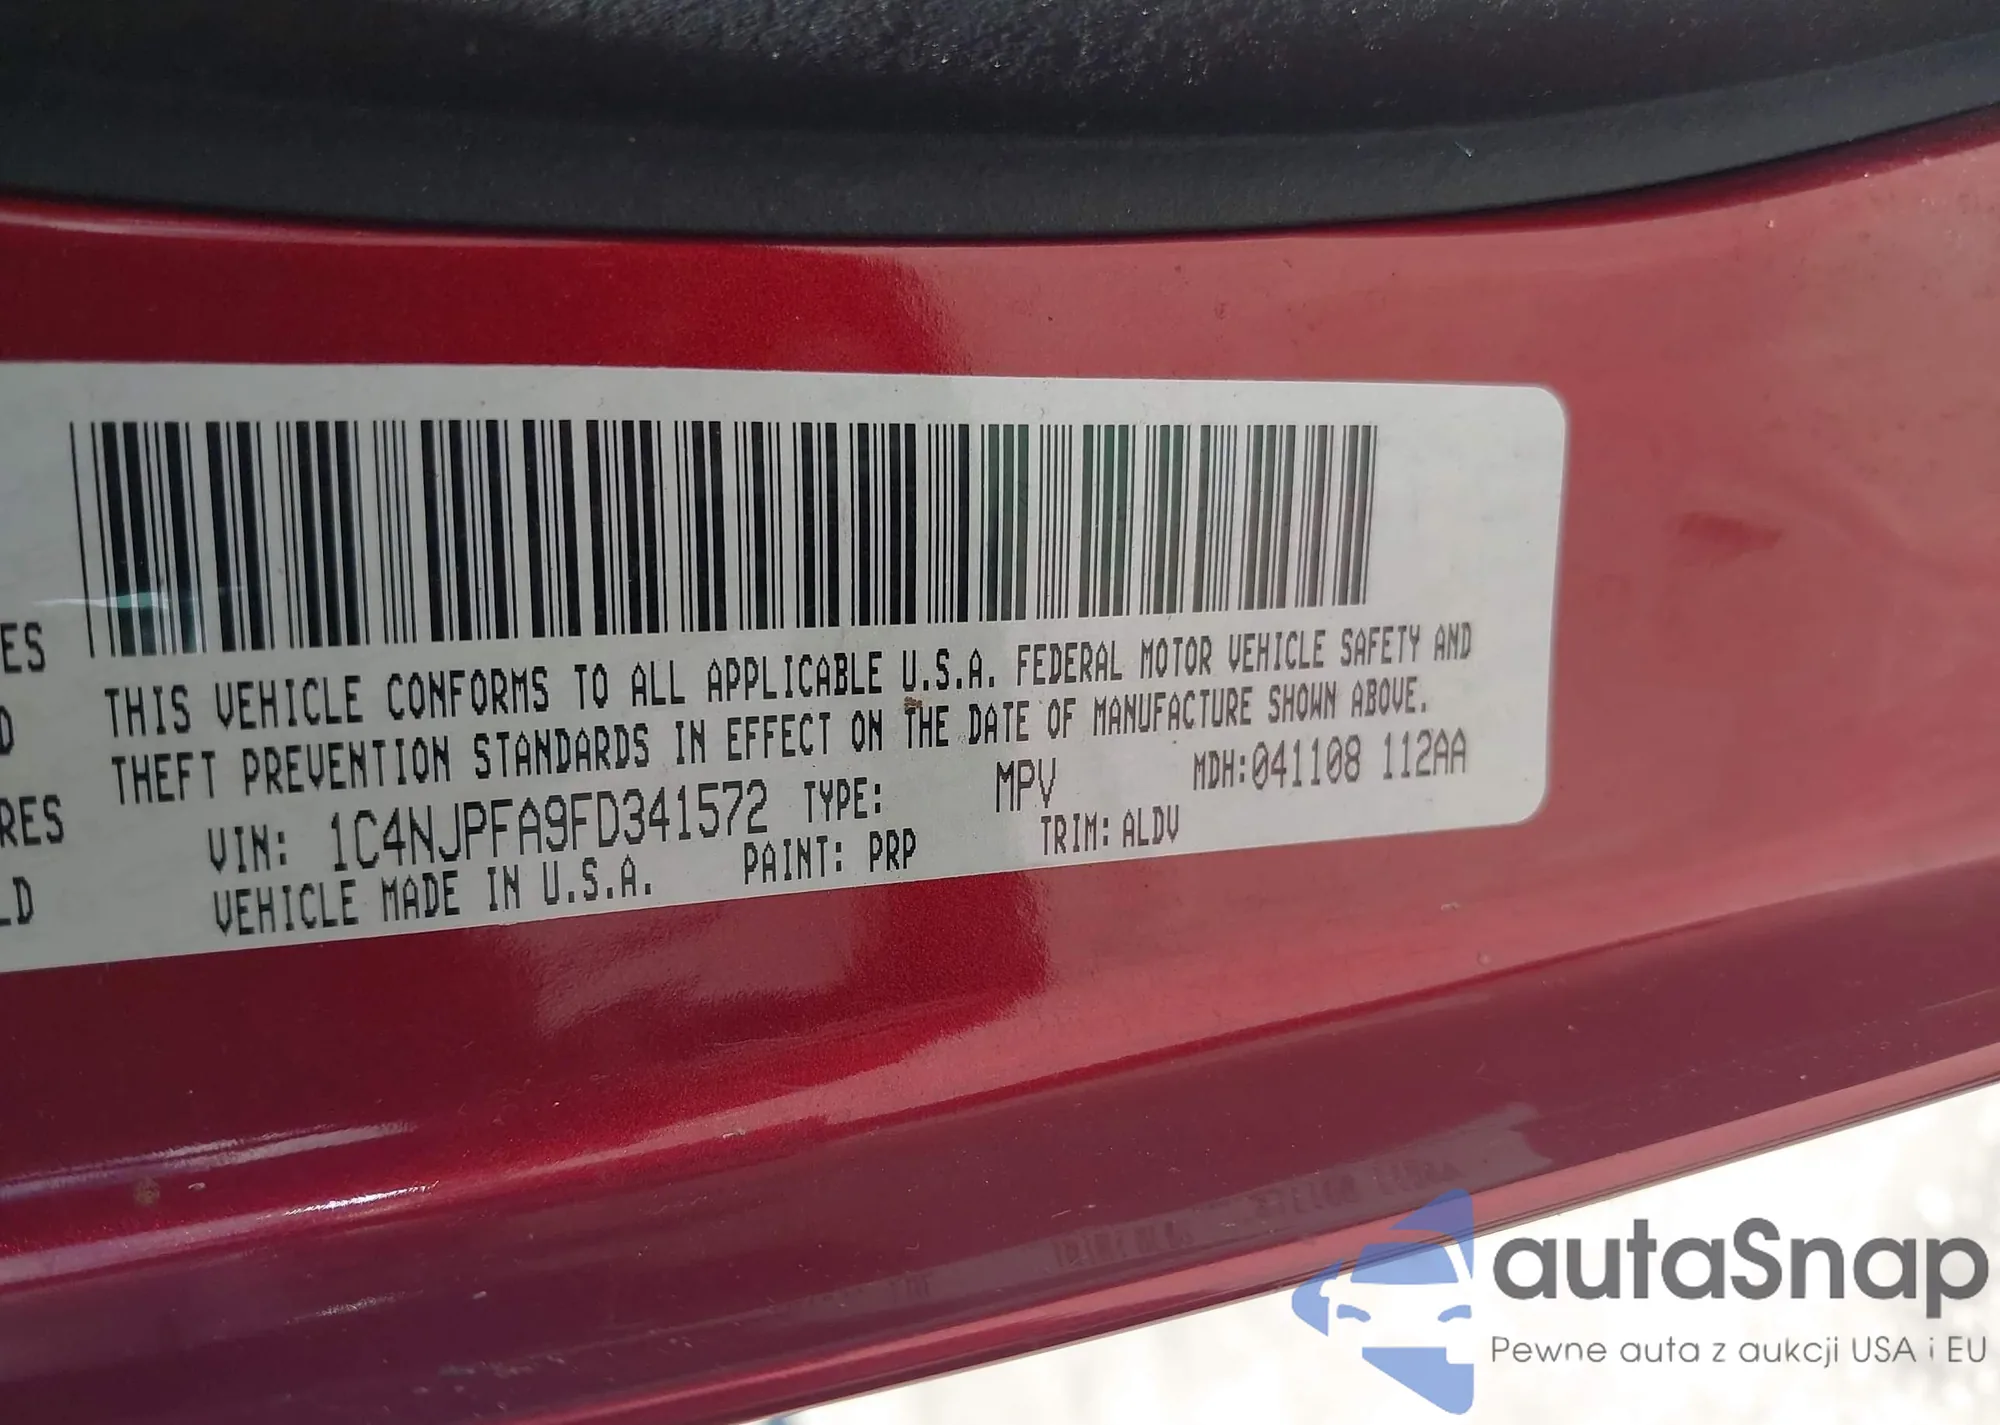 ES
D
RES
LD
THIS VEHICLE CONFORMS TO ALL APPLICABLE U.S.A. FEDERAL MOTOR VEHICLE SAFETY AND
THEFT PREVENTION STANDARDS IN EFFECT ON THE DATE OF MANUFACTURE SHOWN ABOVE.
VIN: 1C4NJPFA9FD341572 TYPE: MPV MDH:041108 112AA
VEHICLE MADE IN U.S.A. PAINT: PRP TRIM: ALDV
autaSnap
Pewne auta z aukcji USA i EU